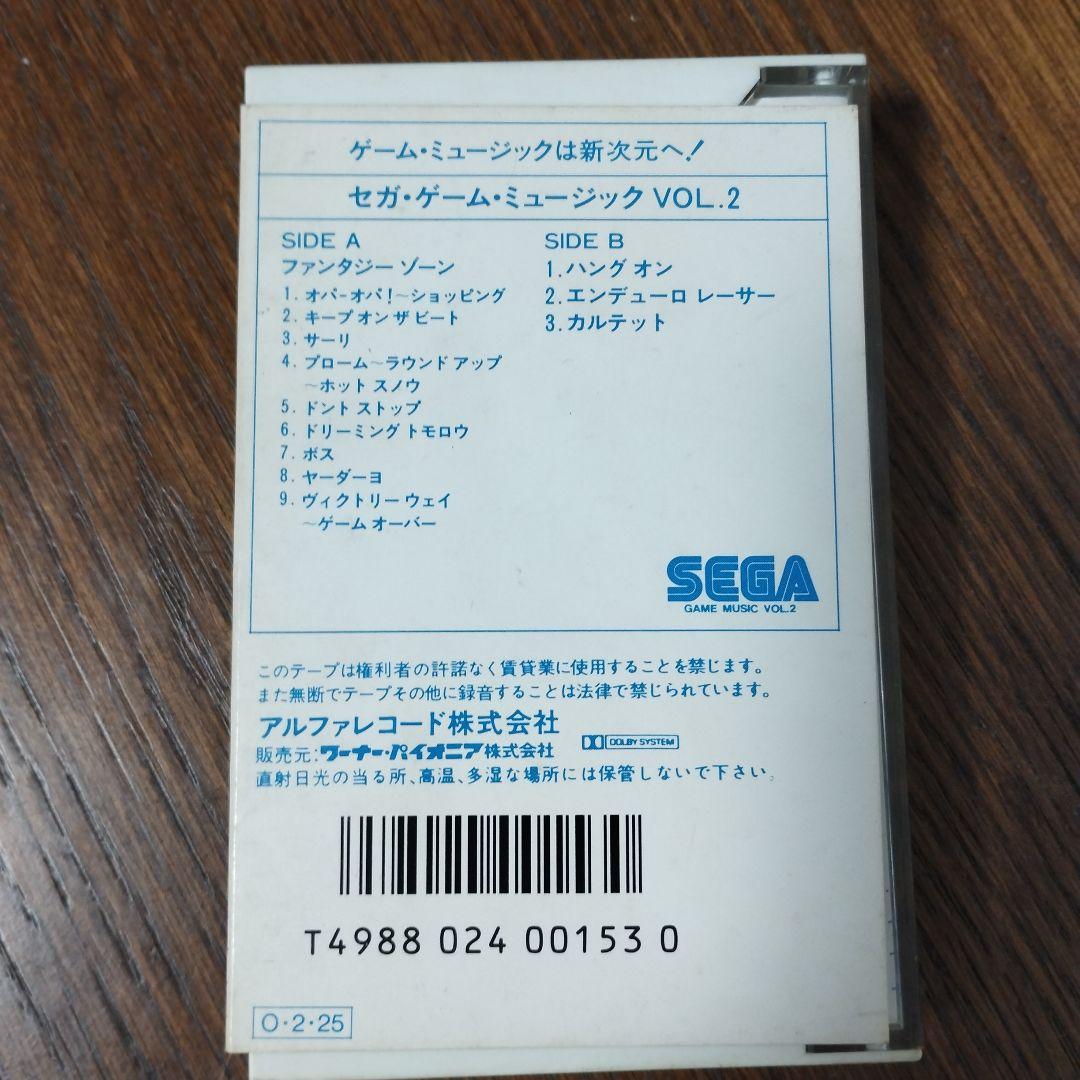 ゲーム・ミュージックは新次元へ!
セガ・ゲーム・ミュージック VOL.2
SIDE A
ファンタジー ゾーン
1. オパ-オパ!~ショッピング
2. キープ オン ザ ビート
3. サーリ
4. プローム~ラウンド アップ
~ホット スノウ
5. ドント ストップ
6. ドリーミング トモロウ
7. ボス
8. ヤーダーヨ
9. ヴィクトリー ウェイ
~ゲーム オーバー
SIDE B
1. ハング オン
2. エンデューロ レーサー
3. カルテット
SEGA
GAME MUSIC VOL.2
このテープは権利者の許諾なく賃貸業に使用することを禁じます。
また無断でテープその他に録音することは法律で禁じられています。
アルファレコード株式会社
販売元:ワーナー・パイオニア株式会社 DOLBY SYSTEM
直射日光の当る所、高温、多湿な場所には保管しないで下さい。
T4988 024 00153 0
O・2・25